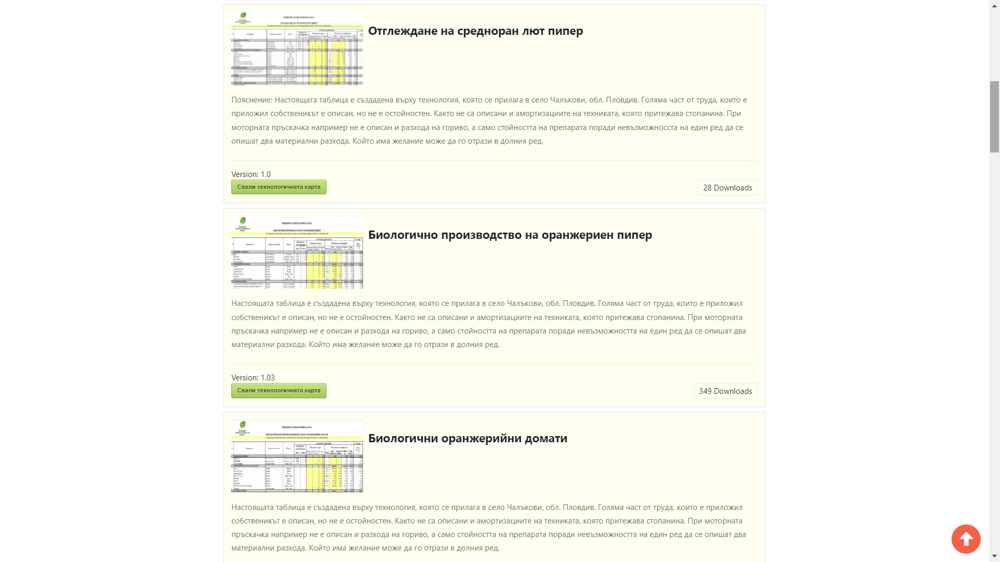 Отглеждане на средноран лют пипер
Пояснение: Настоящата таблица е създадена върху технология, която се прилага в село Чалъкови, обл. Пловдив. Голяма част от труда, които е
приложил собственикът е описан, но не е остойностен. Както не са описани и амортизациите на техниката, която притежава стопанина. При
моторната пръскачка например не е описан и разхода на гориво, а само стойността на препарата поради невъзможносста на един ред да се
опишат два материални разхода. Който има желание може да го отрази в долния ред.
Version: 1.0
Свали технологичната карта
28 Downloads
Биологично производство на оранжериен пипер
Настоящата таблица е създадена върху технология, която се прилага в село Чалъкови, обл. Пловдив. Голяма част от труда, които е приложил
собственикът е описан, но не е остойностен. Както не са описани и амортизациите на техниката, която притежава стопанина. При моторната
пръскачка например не е описан и разхода на гориво, а само стойността на препарата поради невъзможността на един ред да се опишат два
материални разхода. Който има желание може да го отрази в долния ред.
Version: 1.03
Свали технологичната карта
349 Downloads
Биологични оранжерийни домати
Настоящата таблица е създадена върху технология, която се прилага в село Чалъкови, обл. Пловдив. Голяма част от труда, които е приложил
собственикът е описан, но не е остойностен. Както не са описани и амортизациите на техниката, която притежава стопанина. При моторната
пръскачка например не е описан и разхода на гориво, а само стойността на препарата поради невъзможността на един ред да се опишат два
материални разхода. Който има желание може да го отрази в долния ред.